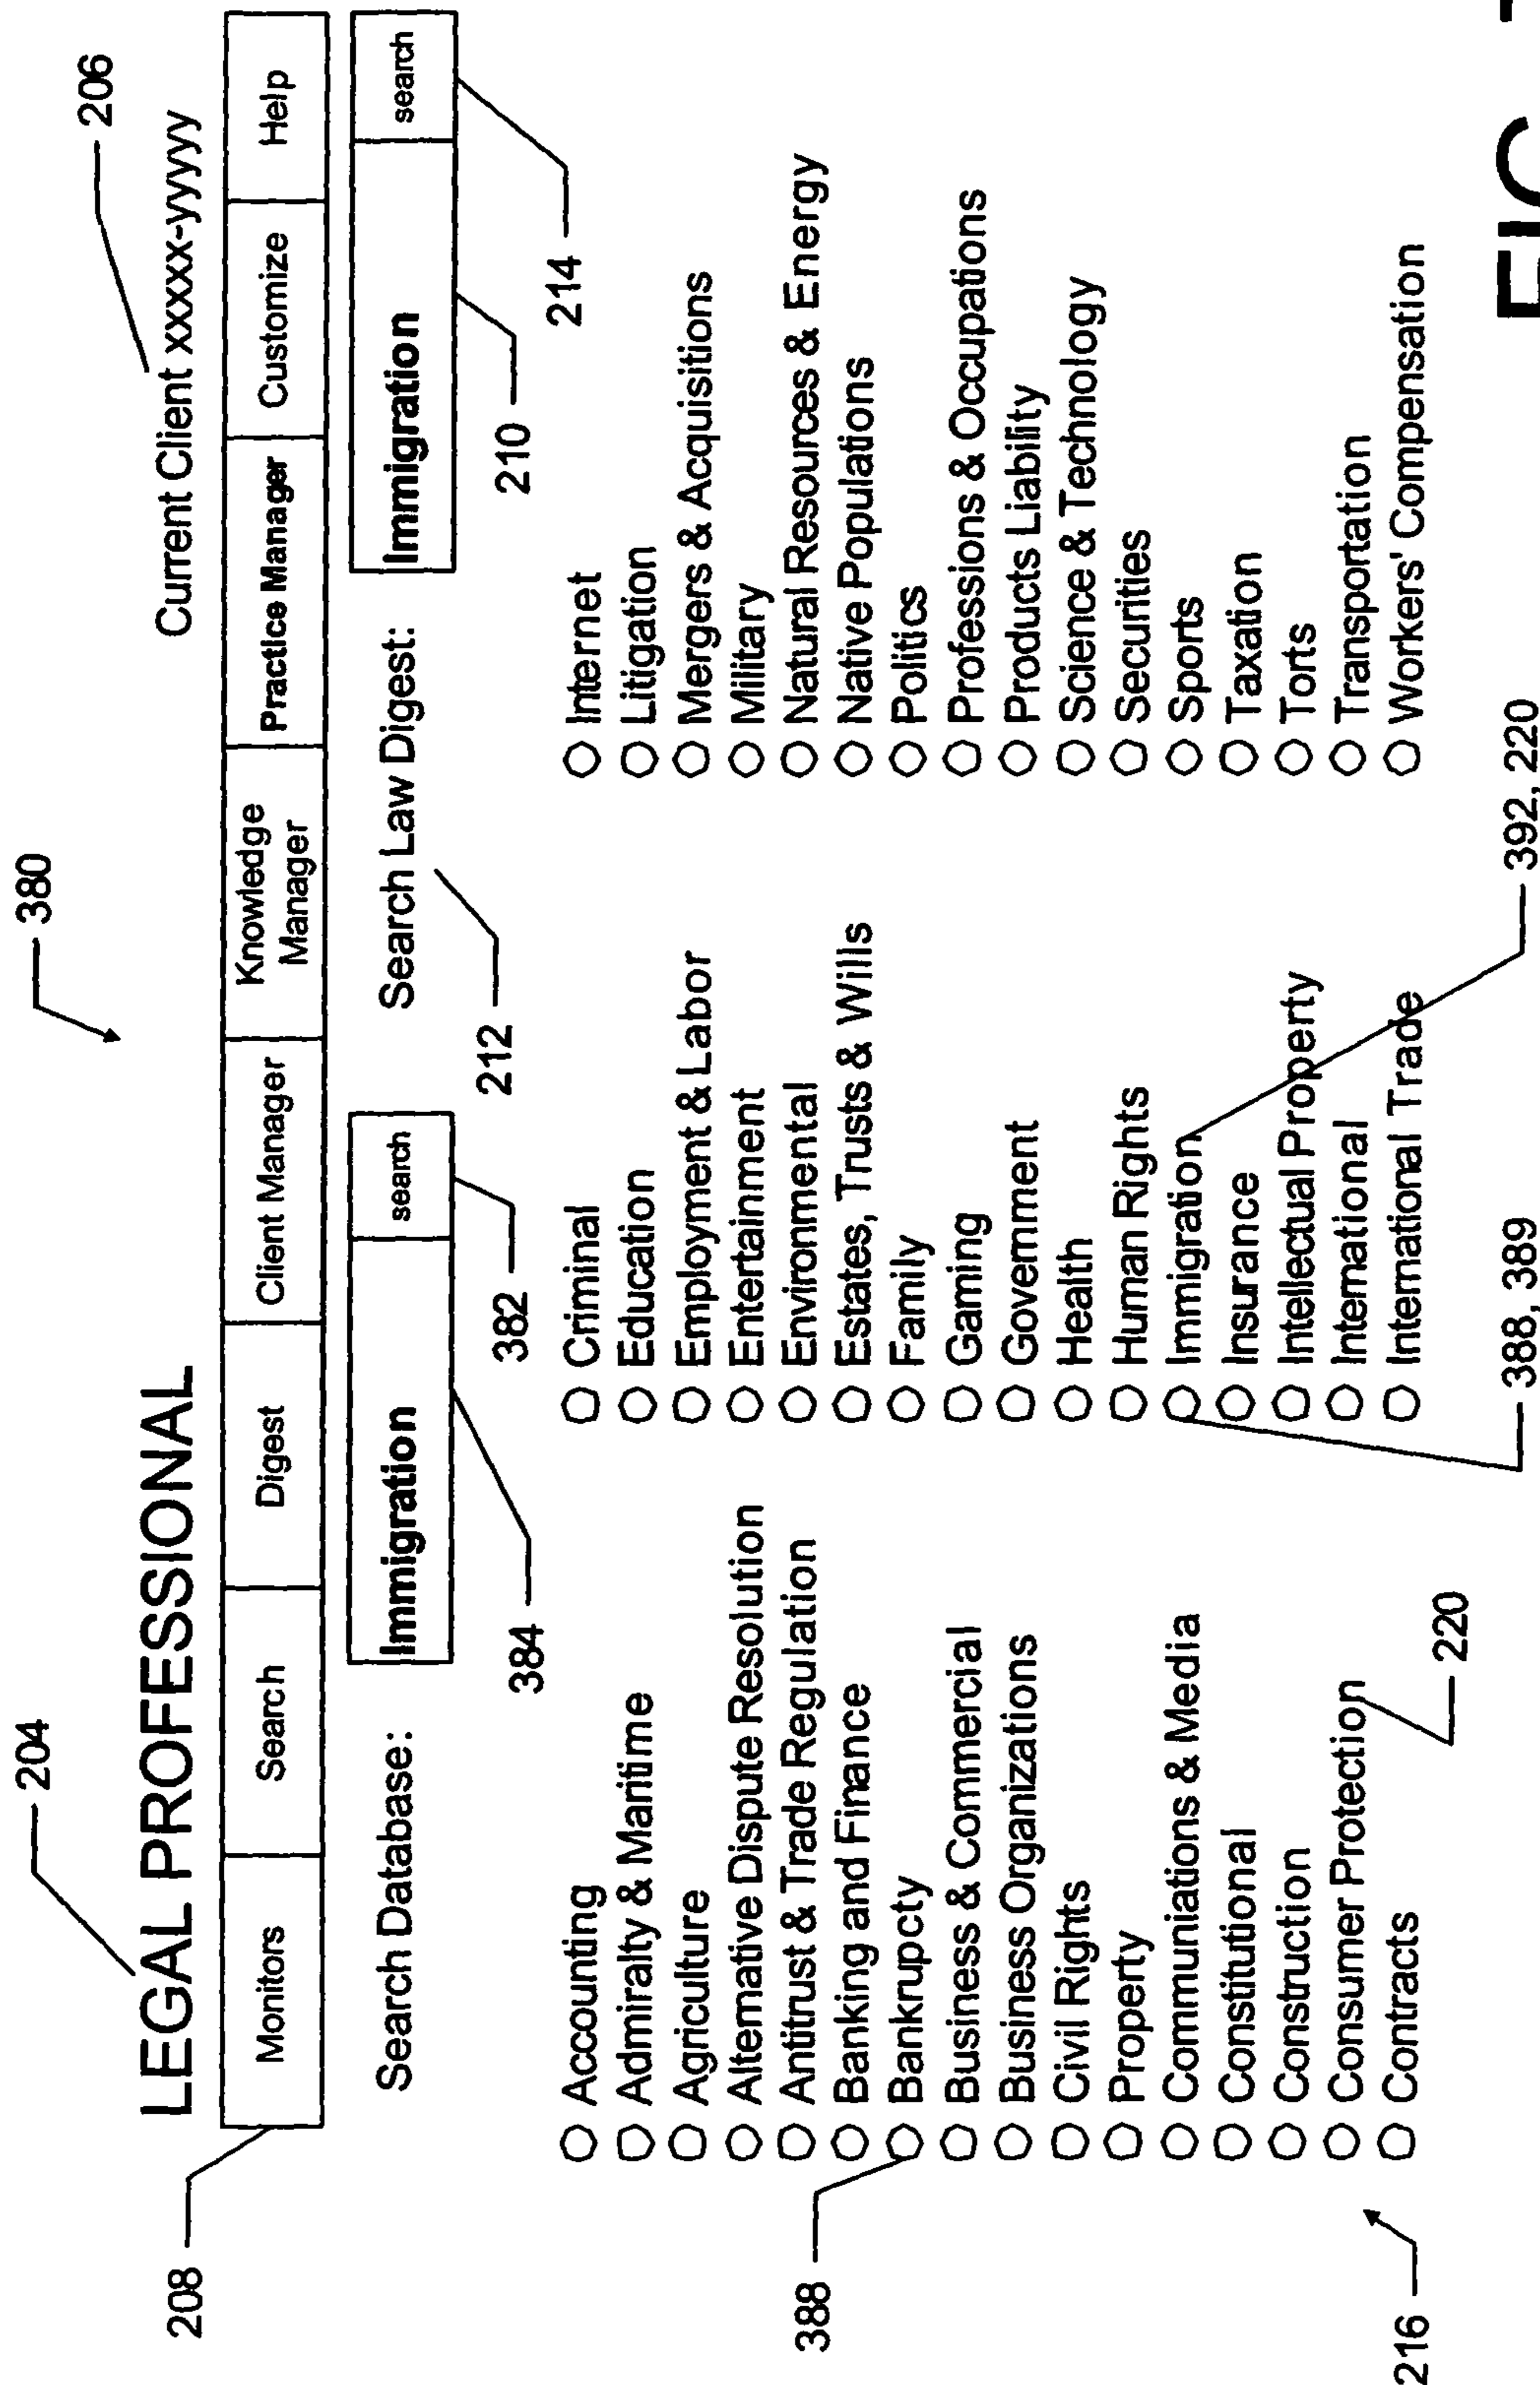 204
380
206
LEGAL PROFESSIONAL
Current Client xxxxx-yyyyy
208
Monitors
Search
Digest
Client Manager
Knowledge
Manager
Practice Manager
Customize
Help
Search Database:
Immigration
search
Search Law Digest:
Immigration
search
384
382
212
210
214
Accounting
Admiralty & Maritime
Agriculture
Alternative Dispute Resolution
Antitrust & Trade Regulation
Banking and Finance
Bankrupcty
Business & Commercial
Business Organizations
Civil Rights
Property
Communiations & Media
Constitutional
Construction
Consumer Protection
Contracts
388
216
220
Criminal
Education
Employment & Labor
Entertainment
Environmental
Estates, Trusts & Wills
Family
Gaming
Government
Health
Human Rights
Immigration
Insurance
Intellectual Property
International
International Trade
388, 389
392, 220
Internet
Litigation
Mergers & Acquisitions
Military
Natural Resources & Energy
Native Populations
Politics
Professions & Occupations
Products Liability
Science & Technology
Securities
Sports
Taxation
Torts
Transportation
Workers' Compensation